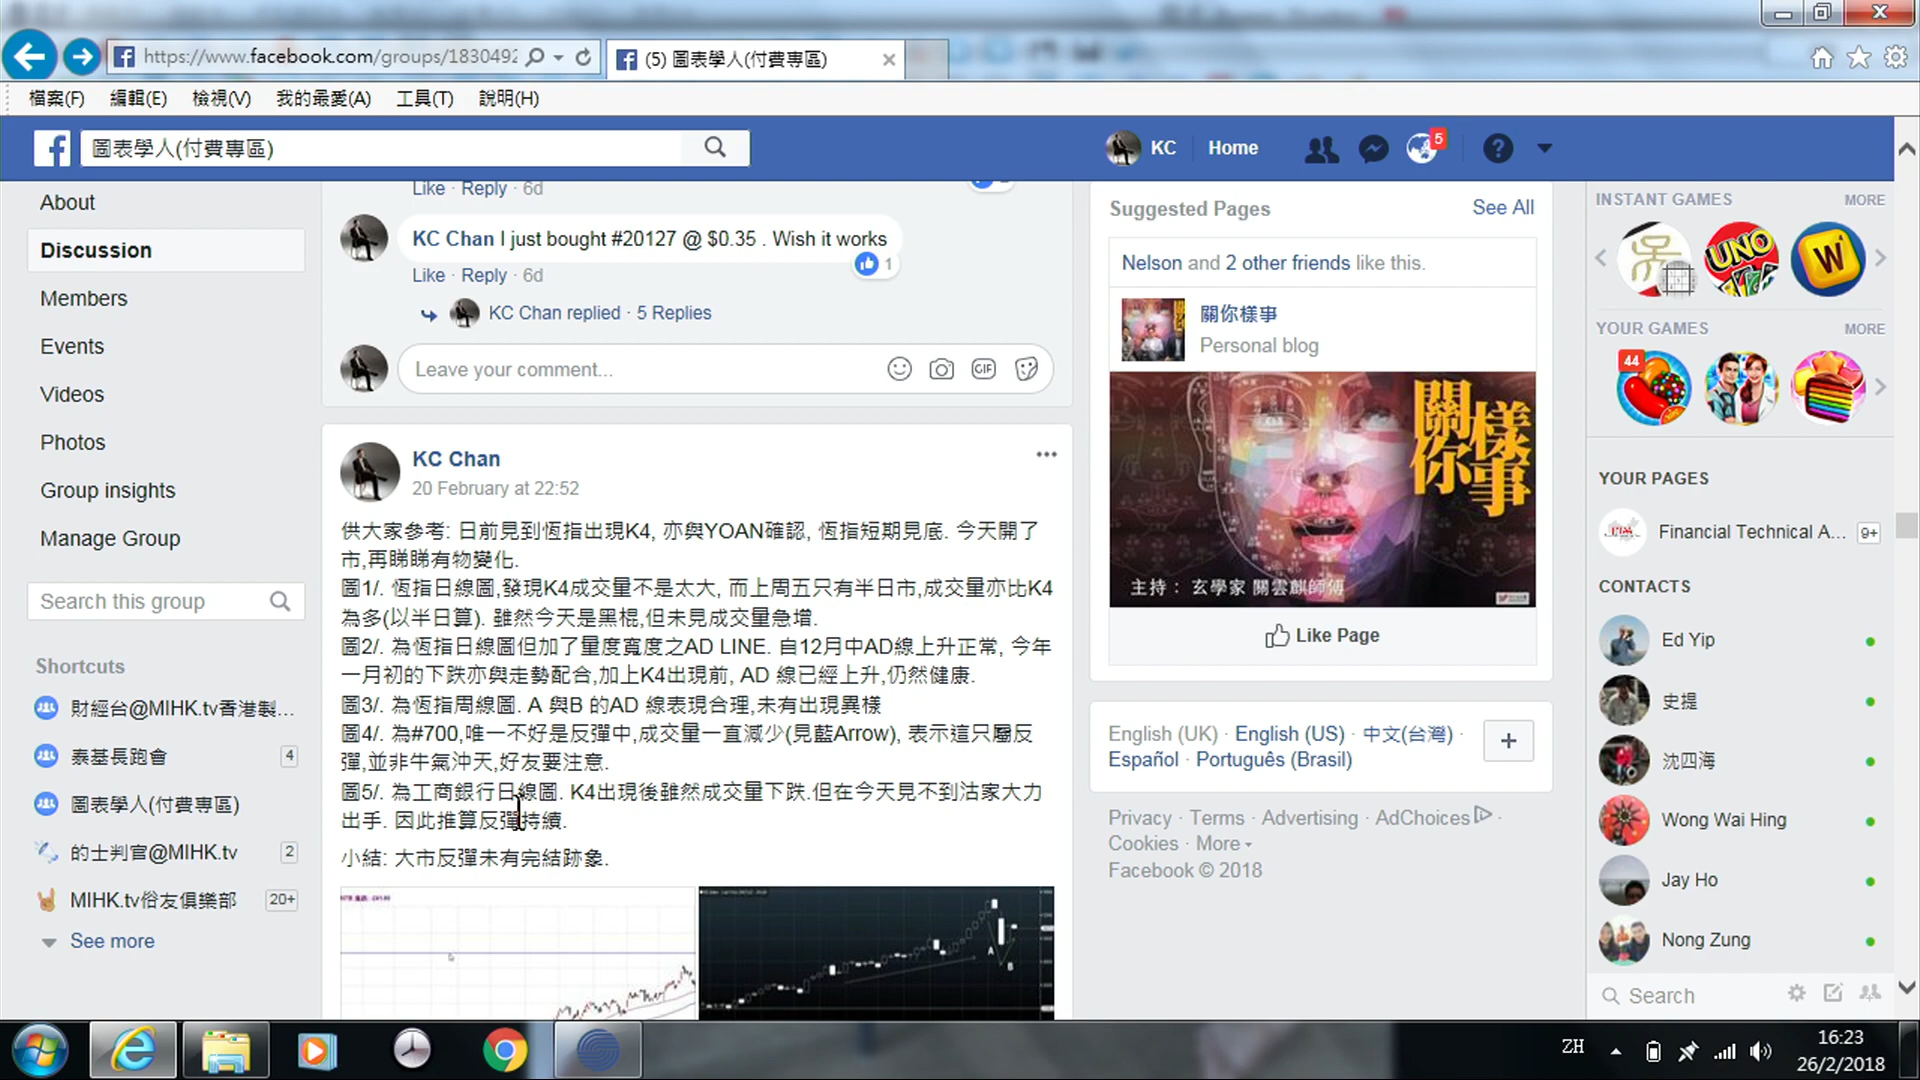 https://www.facebook.com/groups/1830492
(5) 圖表學人(付費專區)
檔案(F) 編輯(E) 檢視(V) 我的最愛(A) 工具(T) 說明(H)
圖表學人(付費專區)
KC
Home
5
About
Discussion
Members
Events
Videos
Photos
Group insights
Manage Group
Search this group
Shortcuts
財經台@MIHK.tv香港製...
泰基長跑會 4
圖表學人(付費專區)
的士判官@MIHK.tv 2
MIHK.tv俗友俱樂部 20+
See more
Like · Reply · 6d
KC Chan I just bought #20127 @ $0.35 . Wish it works
1
Like · Reply · 6d
KC Chan replied · 5 Replies
Leave your comment...
GIF
KC Chan
20 February at 22:52
供大家參考: 日前見到恆指出現K4, 亦與YOAN確認, 恆指短期見底. 今天開了
市,再睇睇有物變化.
圖1/. 恆指日線圖,發現K4成交量不是太大, 而上周五只有半日市,成交量亦比K4
為多(以半日算). 雖然今天是黑棍,但未見成交量急增.
圖2/. 為恆指日線圖但加了量度寬度之AD LINE. 自12月中AD線上升正常, 今年
一月初的下跌亦與走勢配合,加上K4出現前, AD 線已經上升,仍然健康.
圖3/. 為恆指周線圖. A 與B 的AD 線表現合理,未有出現異樣
圖4/. 為#700,唯一不好是反彈中,成交量一直減少(見藍Arrow), 表示這只屬反
彈,並非牛氣沖天,好友要注意.
圖5/. 為工商銀行日線圖. K4出現後雖然成交量下跌.但在今天見不到沽家大力
出手. 因此推算反彈持續.
小結: 大市反彈未有完結跡象.
A
B
Suggested Pages
See All
Nelson and 2 other friends like this.
關你樣事
Personal blog
關你樣事
主持： 玄學家 關雲麒師傅
Like Page
English (UK) · English (US) · 中文(台灣) ·
Español · Português (Brasil)
Privacy · Terms · Advertising · AdChoices ·
Cookies · More
Facebook © 2018
INSTANT GAMES MORE
UNO
W
YOUR GAMES MORE
44
YOUR PAGES
Financial Technical A... 9+
CONTACTS
Ed Yip
史提
沈四海
Wong Wai Hing
Jay Ho
Nong Zung
Search
ZH
16:23
26/2/2018